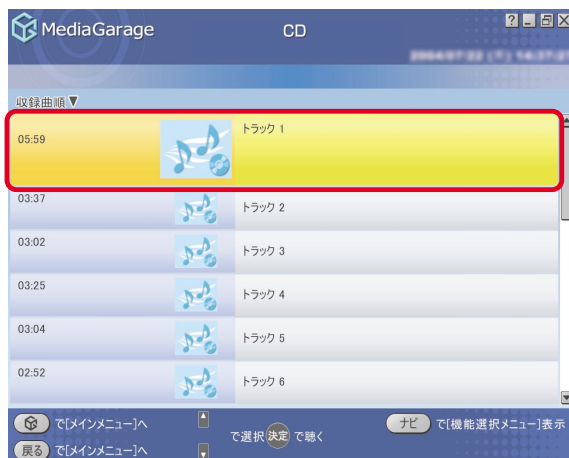 MediaGarage
CD
収録曲順▼
05:59 トラック 1
03:37 トラック 2
03:02 トラック 3
03:25 トラック 4
03:04 トラック 5
02:52 トラック 6
で[メインメニュー]へ
で選択 決定 で聴く
ナビ で[機能選択メニュー]表示
戻る で[メインメニュー]へ